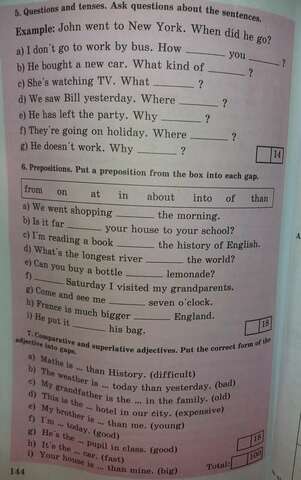 5. Questions and tenses. Ask questions about the sentences.
Example: John went to New York. When did he go?
a) I don't go to work by bus. How ______ you ______ ?
b) He bought a new car. What kind of ______ ?
c) She's watching TV. What ______ ?
d) We saw Bill yesterday. Where ______ ?
e) He has left the party. Why ______ ?
f) They're going on holiday. Where ______ ?
g) He doesn't work. Why ______ ?
14
6. Prepositions. Put a preposition from the box into each gap.
from on at in about into of than
a) We went shopping ______ the morning.
b) Is it far ______ your house to your school?
c) I'm reading a book ______ the history of English.
d) What's the longest river ______ the world?
e) Can you buy a bottle ______ lemonade?
f) ______ Saturday I visited my grandparents.
g) Come and see me ______ seven o'clock.
h) France is much bigger ______ England.
i) He put it ______ his bag.
18
7. Comparative and superlative adjectives. Put the correct form of the
adjective into gaps.
a) Maths is ... than History. (difficult)
b) The weather is ... today than yesterday. (bad)
c) My grandfather is the ... in the family. (old)
d) This is the ... hotel in our city. (expensive)
e) My brother is ... than me. (young)
f) I'm ... today. (good)
g) He's the ... pupil in class. (good)
h) It's the ... car. (fast)
i) Your house is ... than mine. (big)
18
Total: 100
144